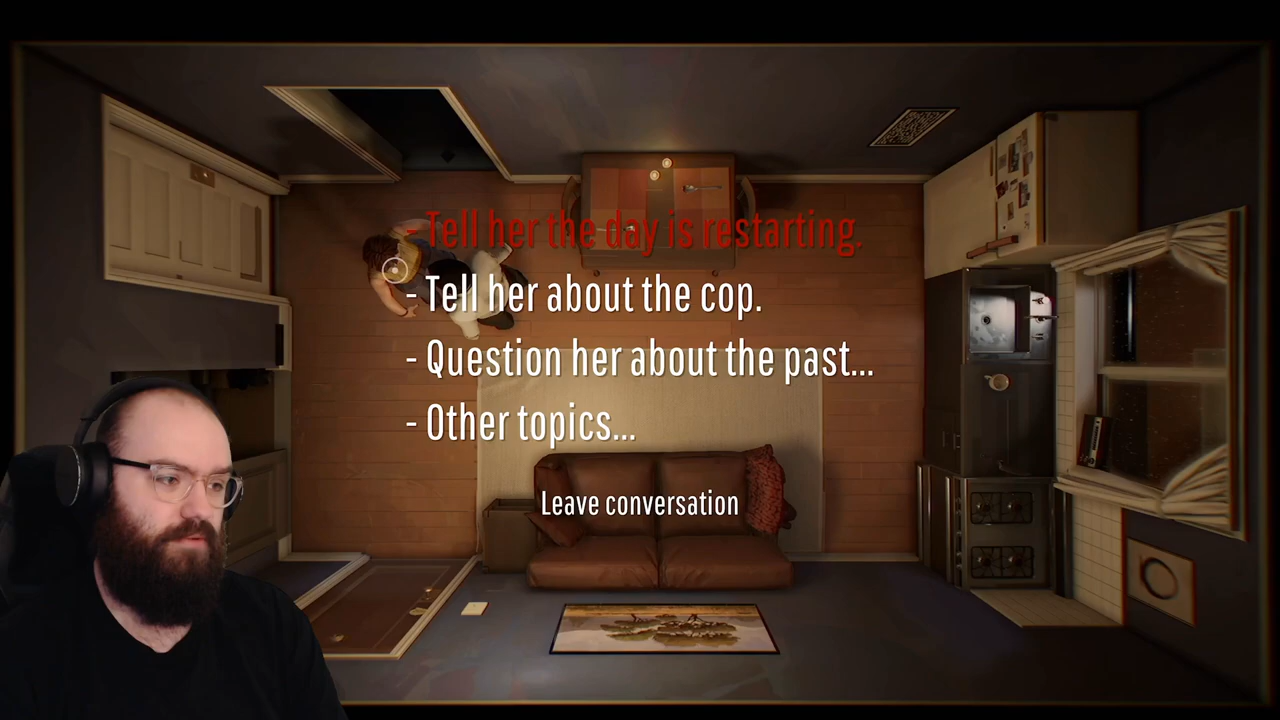 - Tell her the day is restarting.
- Tell her about the cop.
- Question her about the past...
- Other topics...
Leave conversation